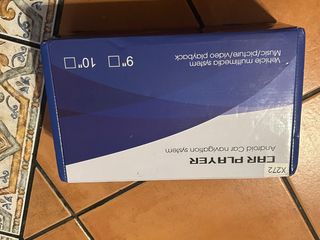 X272
CAR PLAYER
Android Car navigation system
9" 10"
Vehicle multimedia system
Music/picture/video playback